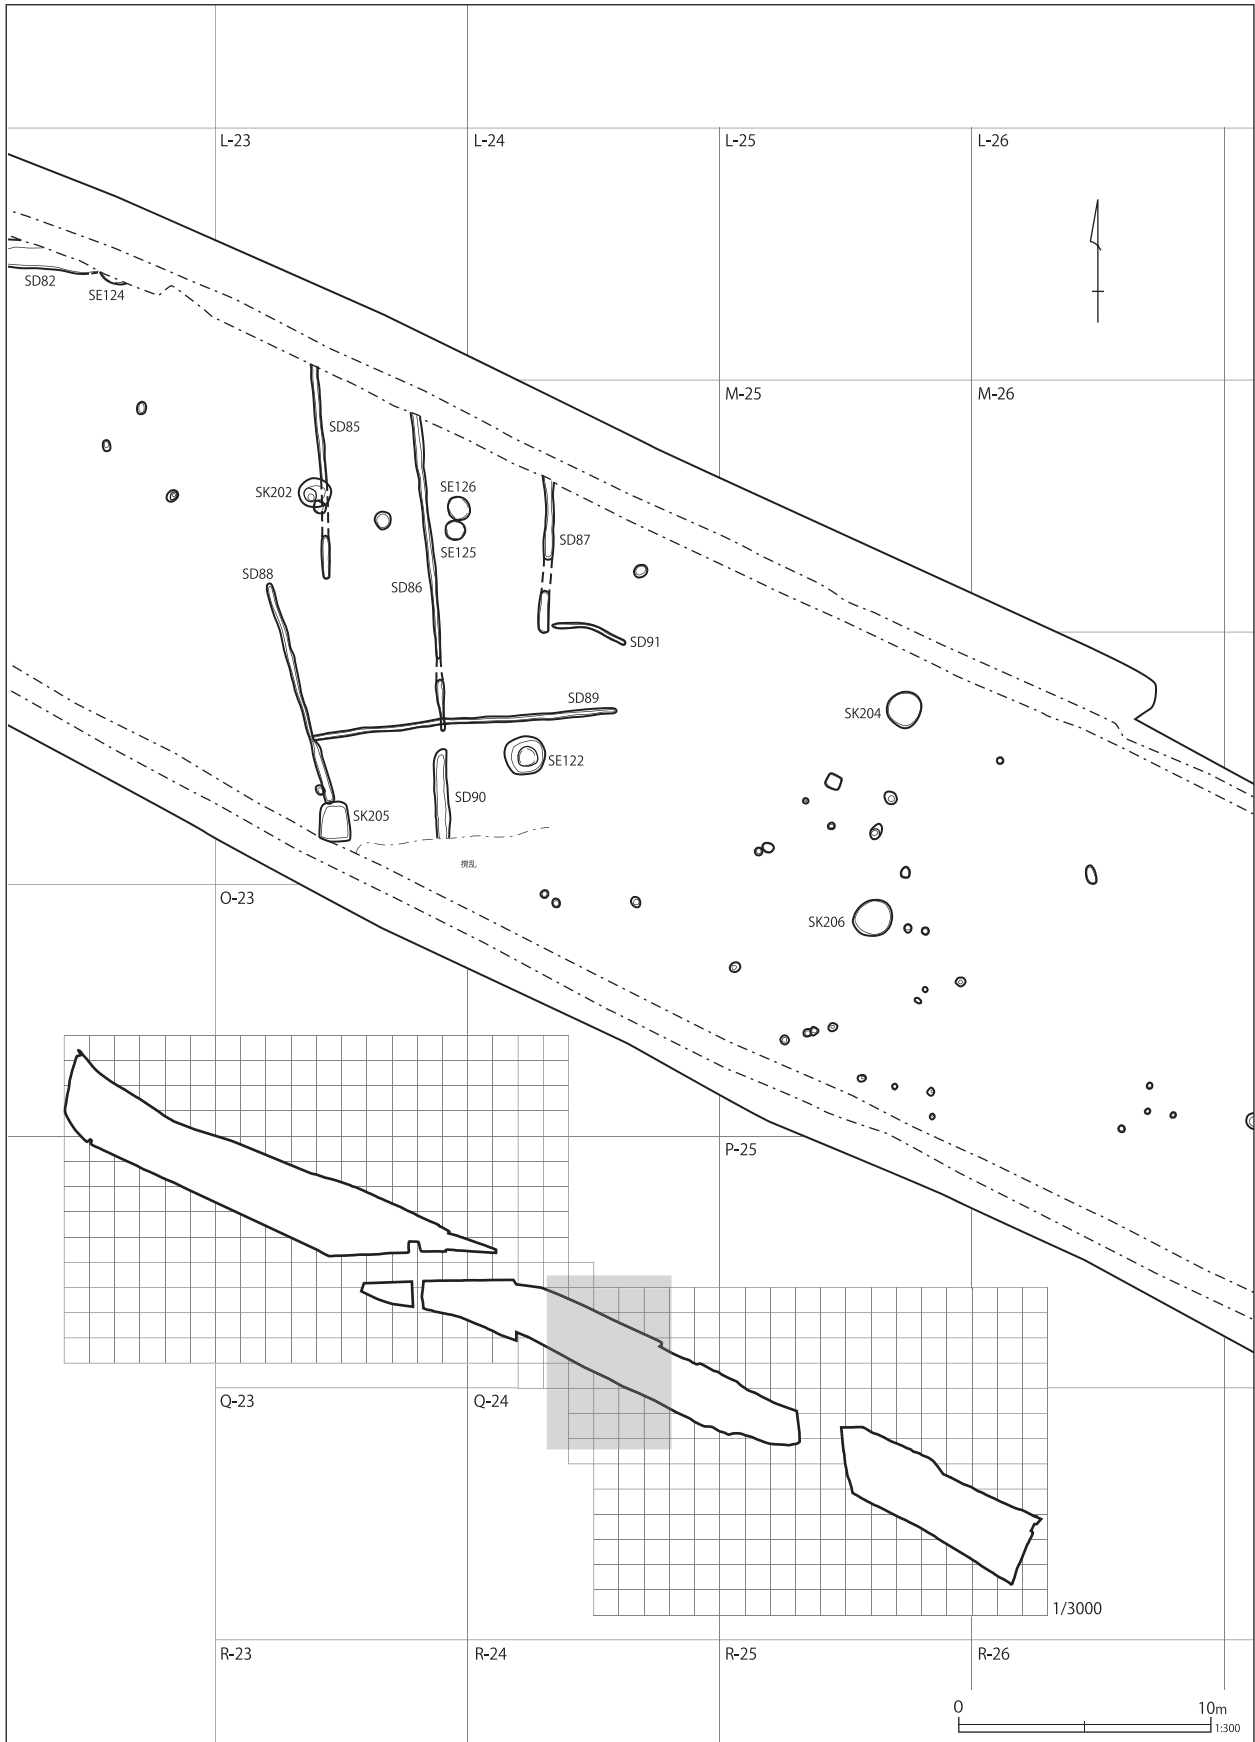 L-23
L-24
L-25
L-26
SD82
SE124
M-25
M-26
SD85
SK202
SE126
SE125
SD87
SD88
SD86
SD91
SD89
SK204
SE122
SK205
SD90
撹乱
O-23
SK206
P-25
Q-23
Q-24
1/3000
R-23
R-24
R-25
R-26
0
10m
1:300